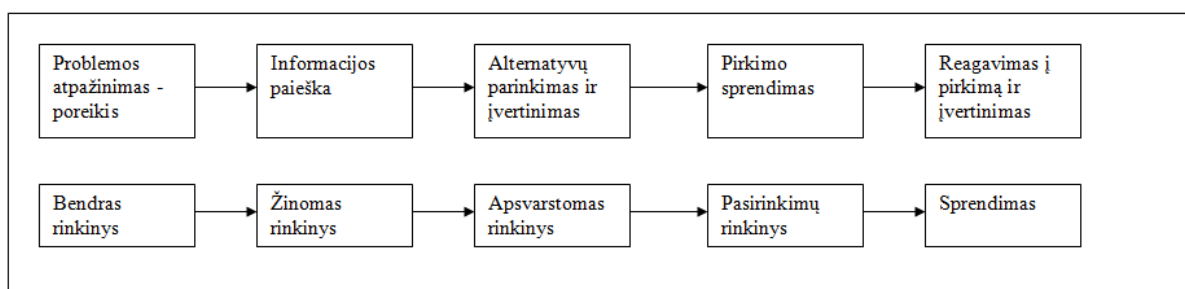 Problemos
atpažinimas -
poreikis
Informacijos
paieška
Alternatyvų
parinkimas ir
įvertinimas
Pirkimo
sprendimas
Reagavimas į
pirkimą ir
įvertinimas
Bendras
rinkinys
Žinomas
rinkinys
Apsvarstomas
rinkinys
Pasirinkimų
rinkinys
Sprendimas